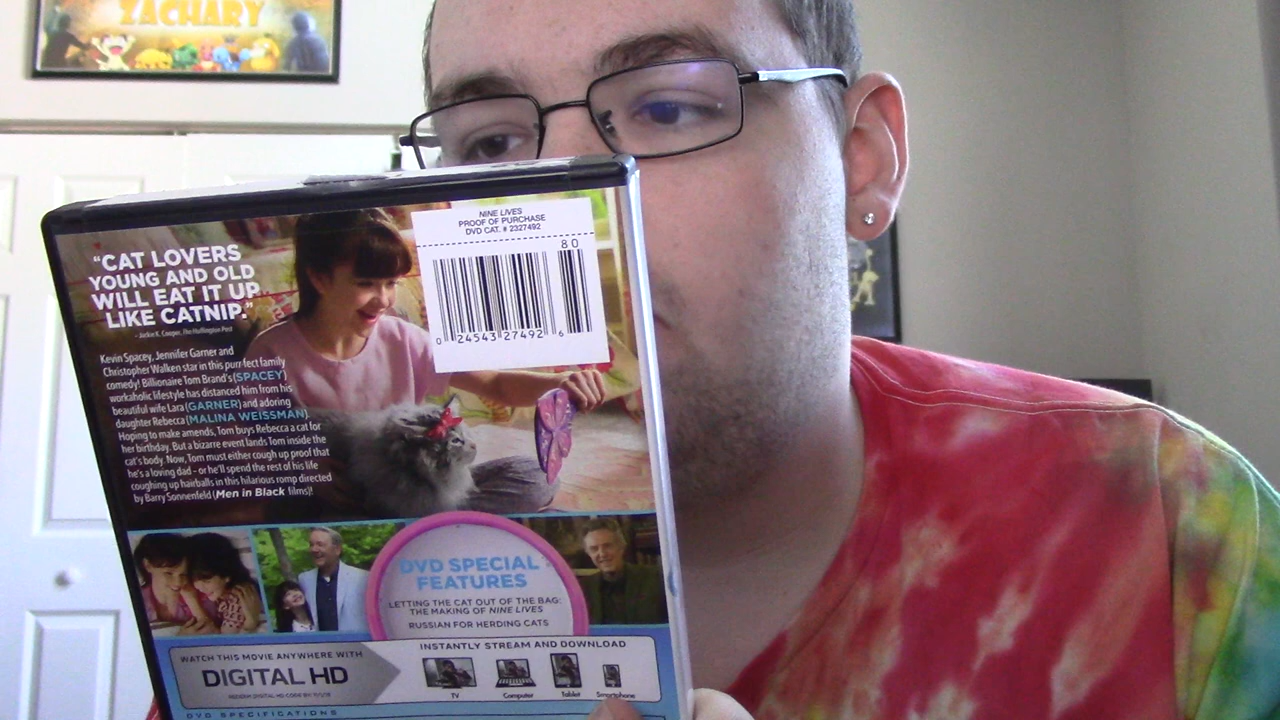 ZACHARY
NINE LIVES
PROOF OF PURCHASE
DVD CAT. # 2327492
80
0 24543 27492 6
“CAT LOVERS
YOUNG AND OLD
WILL EAT IT UP
LIKE CATNIP.”
- Jackie K. Cooper, The Huffington Post
Kevin Spacey, Jennifer Garner and
Christopher Walken star in this purr-fect family
comedy! Billionaire Tom Brand's (SPACEY)
workaholic lifestyle has distanced him from his
beautiful wife Lara (GARNER) and adoring
daughter Rebecca (MALINA WEISSMAN).
Hoping to make amends, Tom buys Rebecca a cat for
her birthday. But a bizarre event lands Tom inside the
cat's body. Now, Tom must either cough up proof that
he's a loving dad - or he'll spend the rest of his life
coughing up hairballs in this hilarious romp directed
by Barry Sonnenfeld (Men in Black films)!
DVD SPECIAL
FEATURES
LETTING THE CAT OUT OF THE BAG:
THE MAKING OF NINE LIVES
RUSSIAN FOR HERDING CATS
WATCH THIS MOVIE ANYWHERE WITH
DIGITAL HD
INSTANTLY STREAM AND DOWNLOAD
TV Computer Tablet Smartphone
DVD SPECIFICATIONS